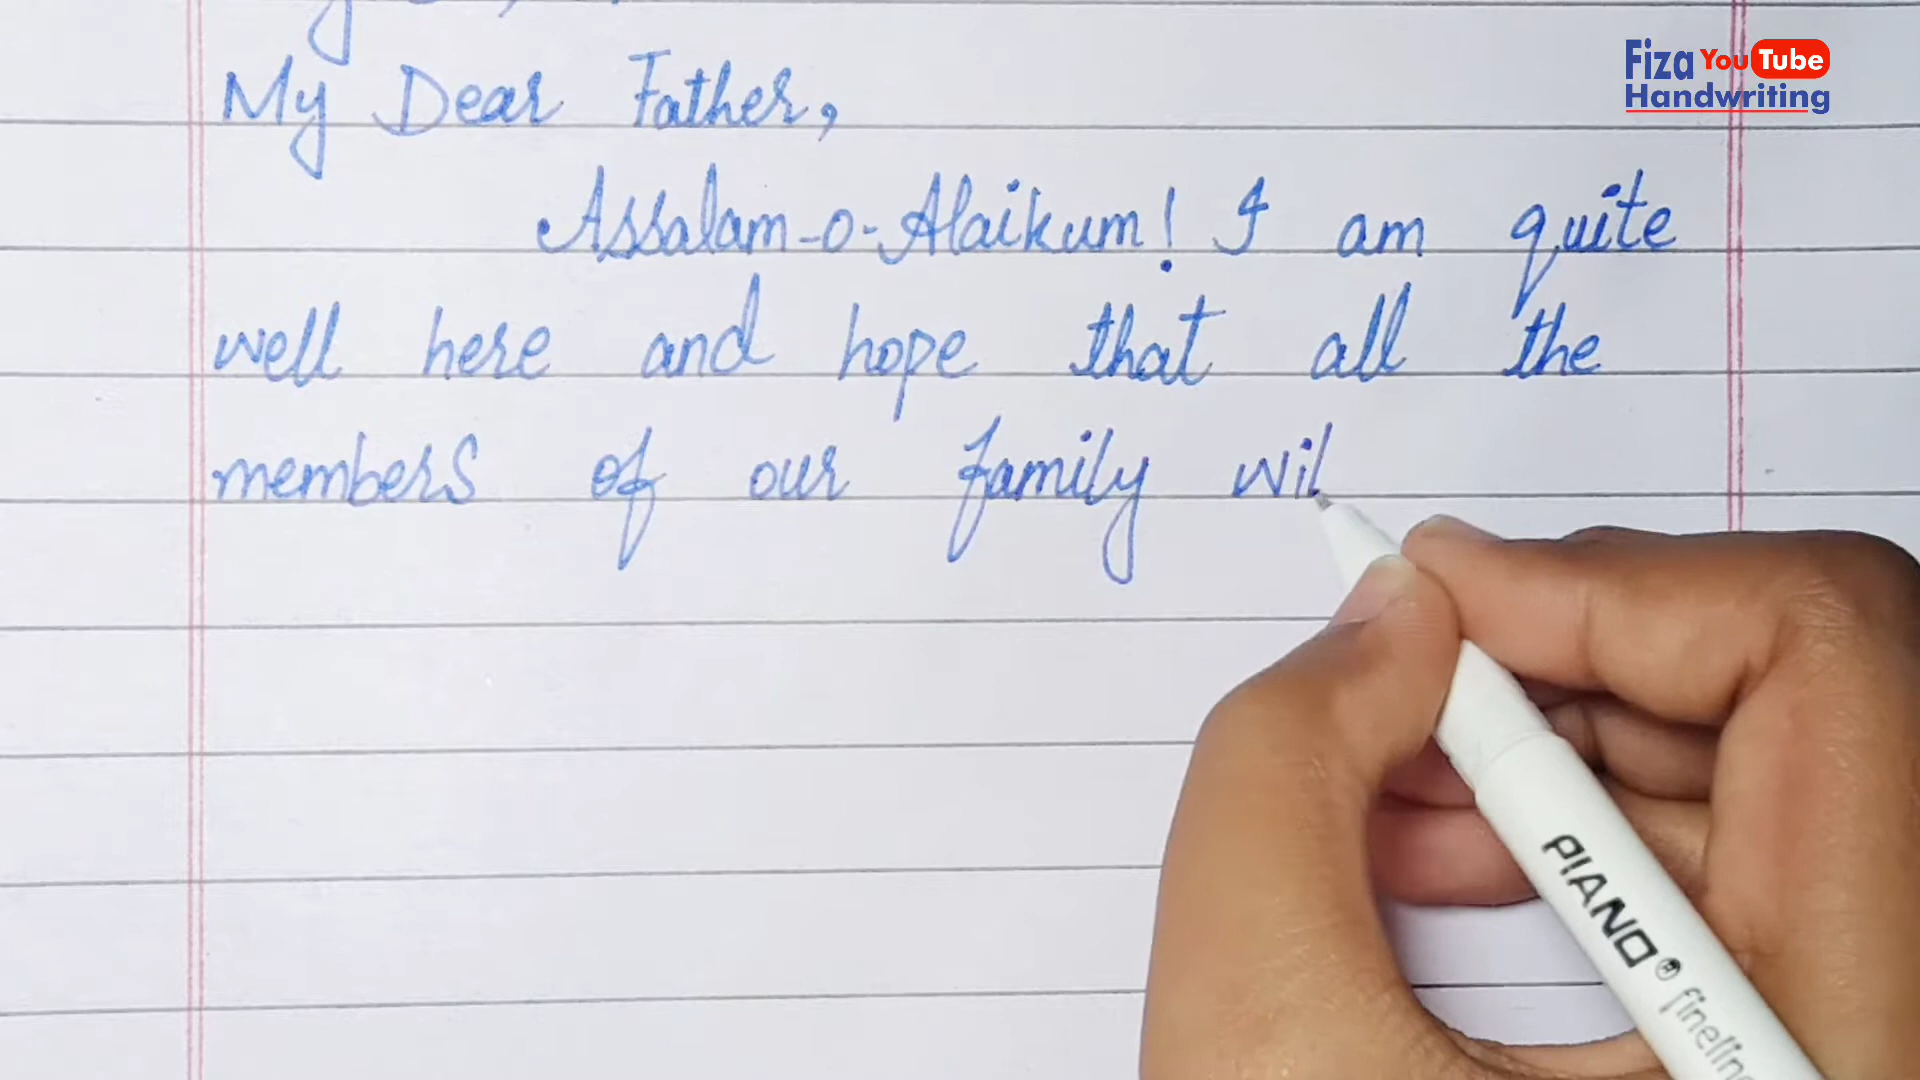 Fiza YouTube
Handwriting
My Dear Father,
Assalam-o-Alaikum! I am quite
well here and hope that all the
members of our family wil
PIANO® fineline